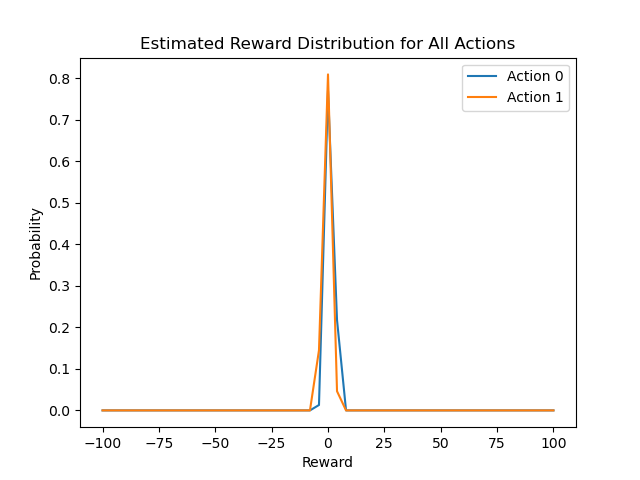 Estimated Reward Distribution for All Actions
Action 0
Action 1
Probability
0.8
0.7
0.6
0.5
0.4
0.3
0.2
0.1
0.0
−100 −75 −50 −25 0 25 50 75 100
Reward